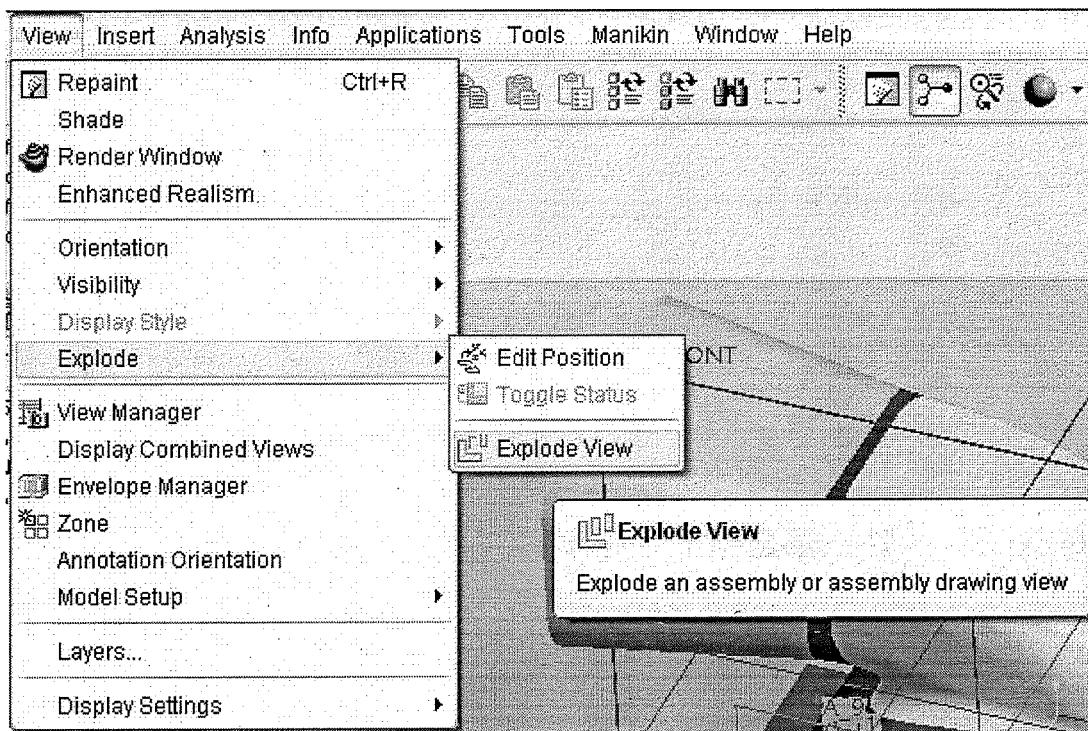 View Insert Analysis Info Applications Tools Manikin Window Help
Repaint Ctrl+R
Shade
Render Window
Enhanced Realism
Orientation
Visibility
Display Style
Explode
Edit Position
Toggle Status
Explode View
View Manager
Display Combined Views
Envelope Manager
Zone
Annotation Orientation
Model Setup
Layers...
Display Settings
ONT
Explode View
Explode an assembly or assembly drawing view